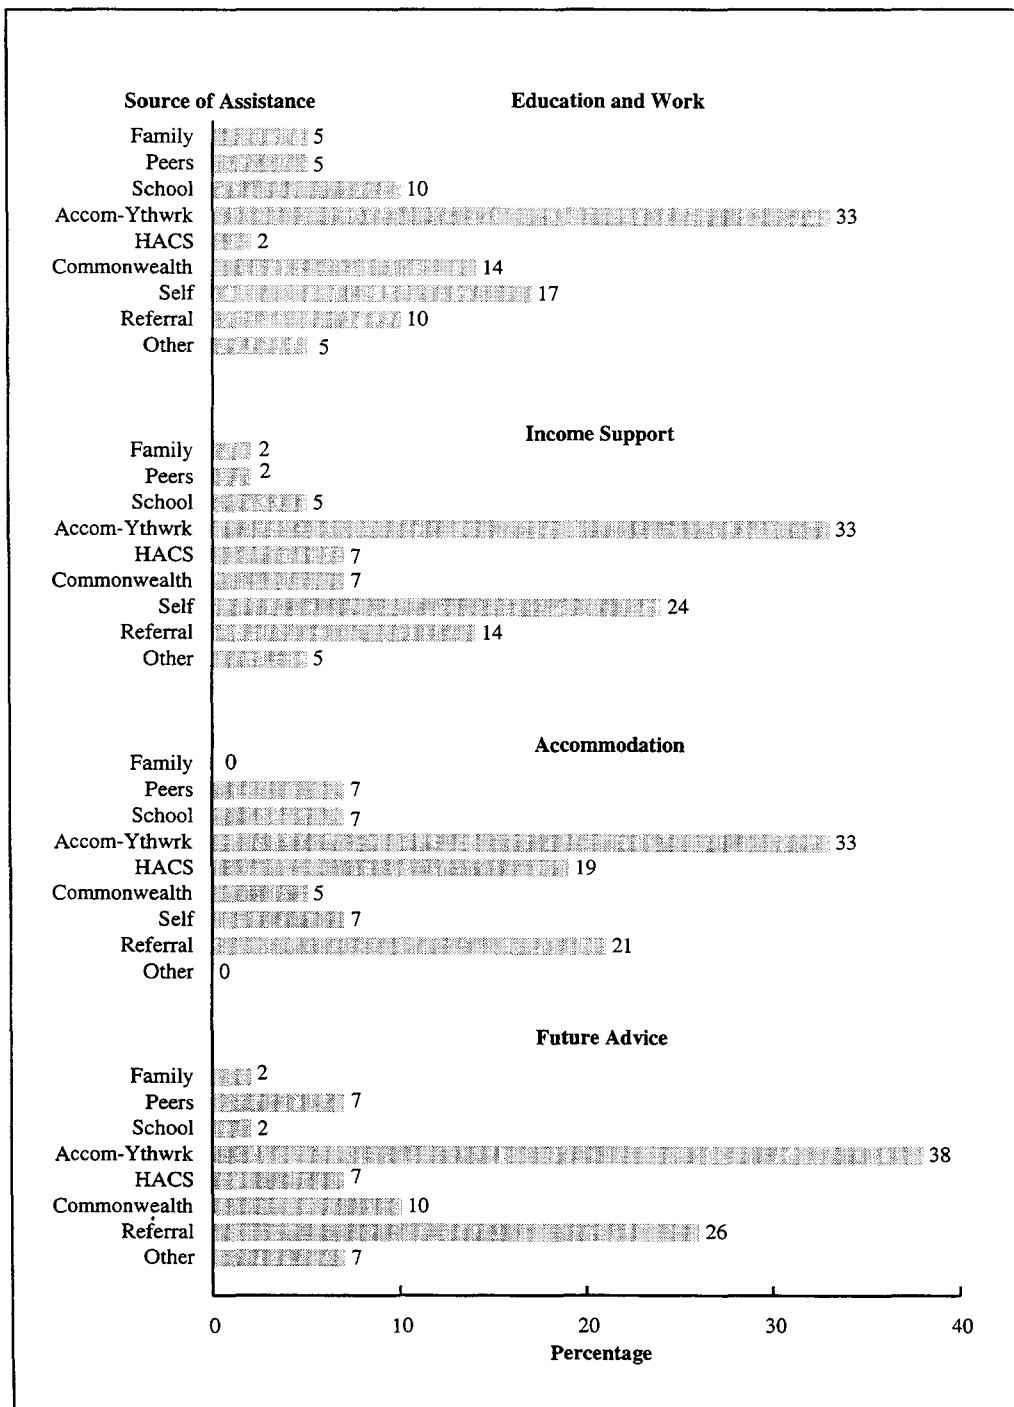 Source of Assistance Education and Work
Family 5
Peers 5
School 10
Accom-Ythwrk 33
HACS 2
Commonwealth 14
Self 17
Referral 10
Other 5
Income Support
Family 2
Peers 2
School 5
Accom-Ythwrk 33
HACS 7
Commonwealth 7
Self 24
Referral 14
Other 5
Accommodation
Family 0
Peers 7
School 7
Accom-Ythwrk 33
HACS 19
Commonwealth 5
Self 7
Referral 21
Other 0
Future Advice
Family 2
Peers 7
School 2
Accom-Ythwrk 38
HACS 7
Commonwealth 10
Referral 26
Other 7
0 10 20 30 40
Percentage